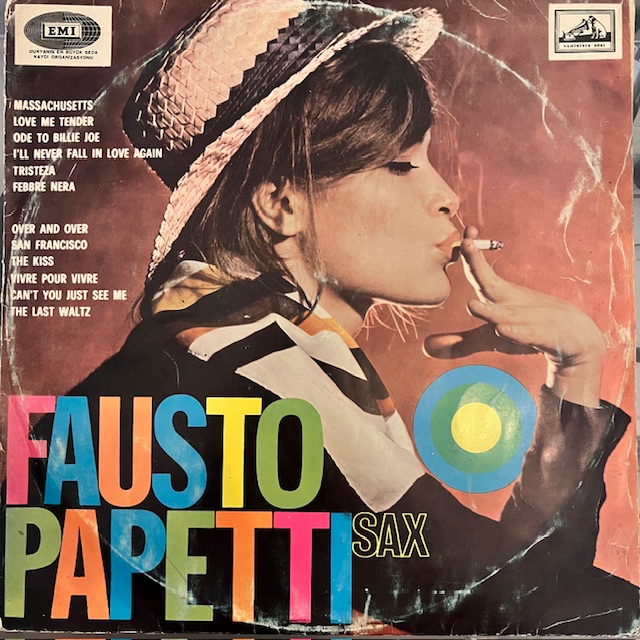 EMI
DÜNYANIN EN BÜYÜK SEDA
KAYDI ORGANİZASYONU
MASSACHUSETTS
LOVE ME TENDER
ODE TO BILLIE JOE
I'LL NEVER FALL IN LOVE AGAIN
TRISTEZA
FEBBRE NERA
OVER AND OVER
SAN FRANCISCO
THE KISS
VIVRE POUR VIVRE
CAN'T YOU JUST SEE ME
THE LAST WALTZ
FAUSTO
PAPETTI
SAX